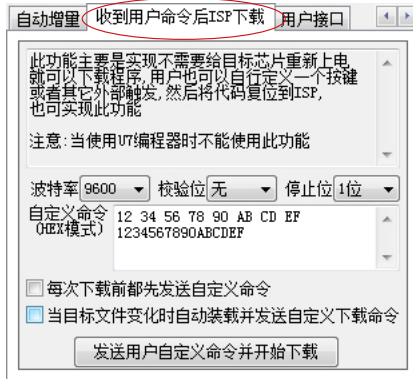 自动增量 收到用户命令后ISP下载 用户接口
此功能主要是实现不需要给目标芯片重新上电
就可以下载程序,用户也可以自行定义一个按键
或者其它外部触发,然后将代码复位到ISP,
也可实现此功能
注意:当使用U7编程器时不能使用此功能
波特率 9600 校验位 无 停止位 1位
自定义命令 12 34 56 78 90 AB CD EF
(HEX模式) 1234567890ABCDEF
每次下载前都先发送自定义命令
当目标文件变化时自动装载并发送自定义下载命令
发送用户自定义命令并开始下载